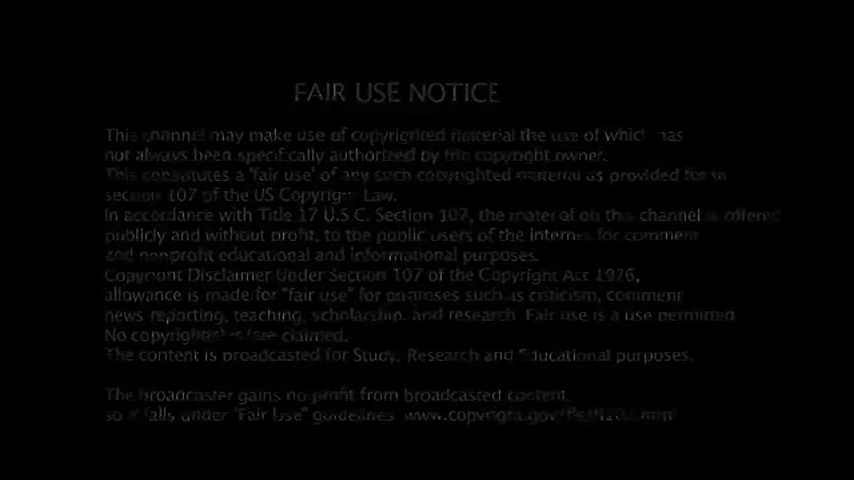 FAIR USE NOTICE
This channel may make use of copyrighted material the use of which has
not always been specifically authorized by the copyright owner.
This constitutes a 'fair use' of any such copyrighted material as provided for in
section 107 of the US Copyright Law.
In accordance with Title 17 U.S.C. Section 107, the material on this channel is offered
publicly and without profit, to the public users of the internet for comment
and nonprofit educational and informational purposes.
Copyright Disclaimer Under Section 107 of the Copyright Act 1976,
allowance is made for "fair use" for purposes such as criticism, comment
news reporting, teaching, scholarship, and research. Fair use is a use permitted
No copyright(s) is/are claimed.
The content is broadcasted for Study, Research and Educational purposes.
The broadcaster gains no profit from broadcasted content,
so it falls under "Fair Use" guidelines